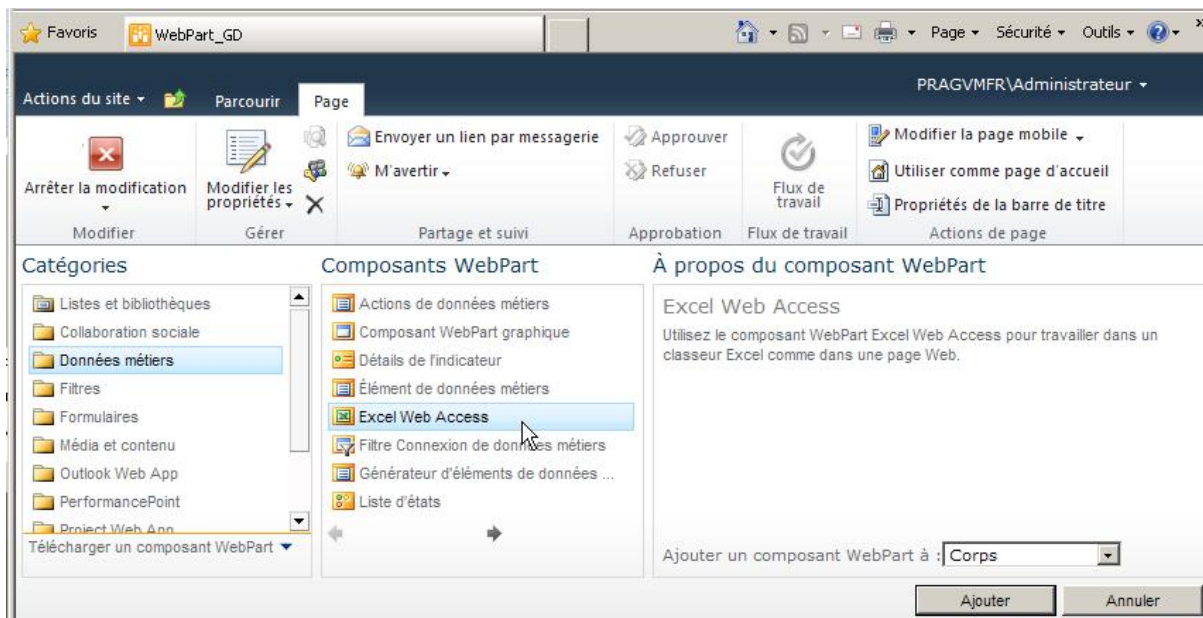 Favoris
WebPart_GD
Page
Sécurité
Outils
»
Actions du site
Parcourir
Page
PRAGVMFR\Administrateur
Arrêter la modification
Modifier les
propriétés
Envoyer un lien par messagerie
M'avertir
Approuver
Refuser
Flux de
travail
Modifier la page mobile
Utiliser comme page d'accueil
Propriétés de la barre de titre
Modifier
Gérer
Partage et suivi
Approbation
Flux de travail
Actions de page
Catégories
Listes et bibliothèques
Collaboration sociale
Données métiers
Filtres
Formulaires
Média et contenu
Outlook Web App
PerformancePoint
Project Web App
Télécharger un composant WebPart
Composants WebPart
Actions de données métiers
Composant WebPart graphique
Détails de l'indicateur
Élément de données métiers
Excel Web Access
Filtre Connexion de données métiers
Générateur d'éléments de données ...
Liste d'états
À propos du composant WebPart
Excel Web Access
Utilisez le composant WebPart Excel Web Access pour travailler dans un
classeur Excel comme dans une page Web.
Ajouter un composant WebPart à : Corps
Ajouter
Annuler